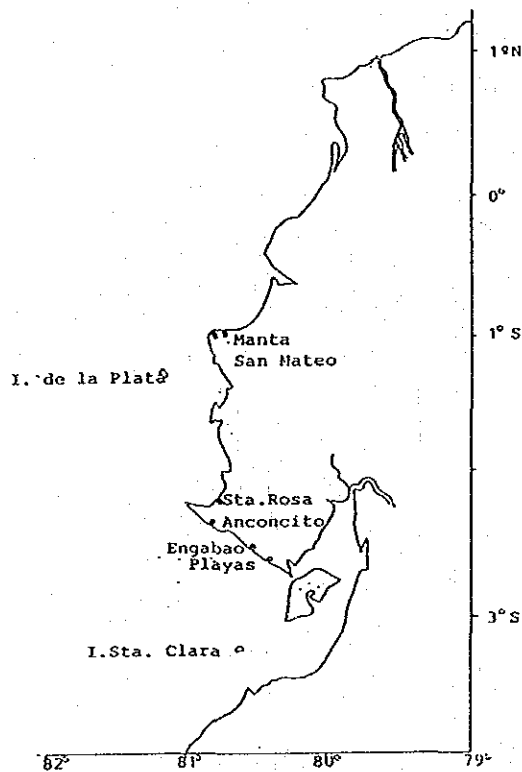 1°N
0°
Manta
1°S
San Mateo
I. de la Plata
Sta.Rosa
Anconcito
Engabao
Playas
3°S
I.Sta. Clara
82°
81°
80°
79°